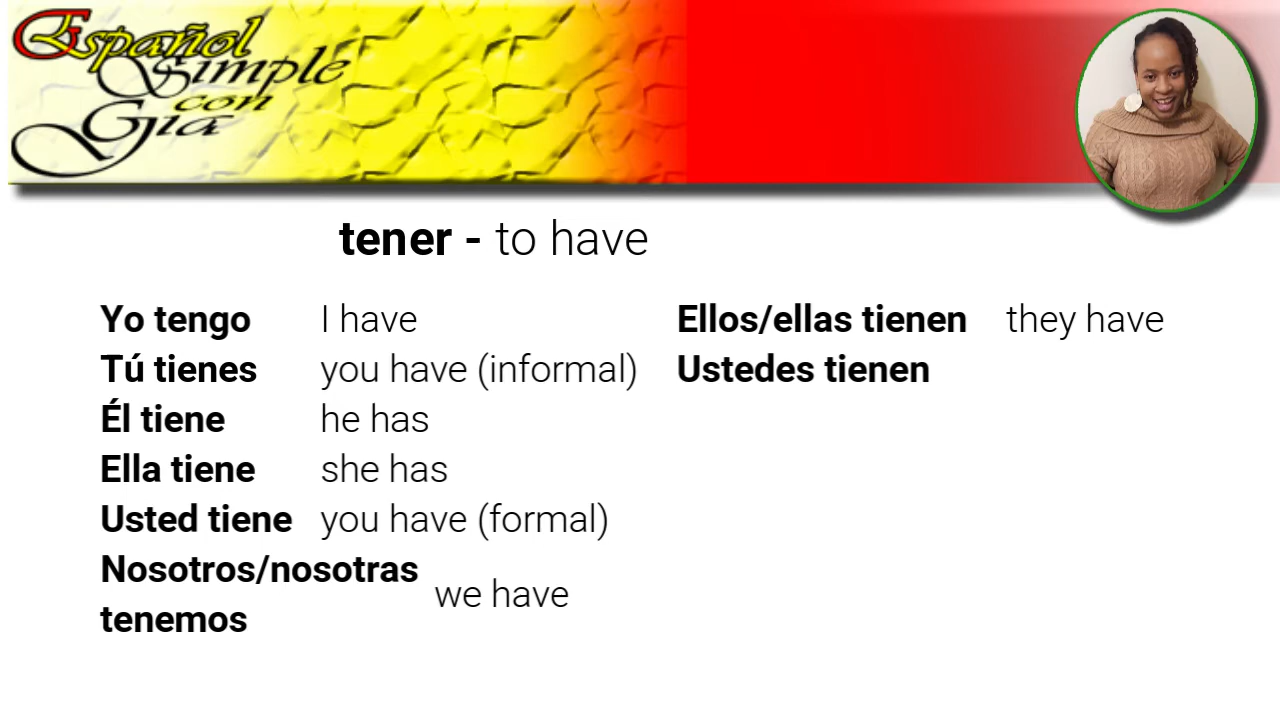 Español
Simple
con
Gia
tener - to have
Yo tengo I have
Tú tienes you have (informal)
Él tiene he has
Ella tiene she has
Usted tiene you have (formal)
Nosotros/nosotras
tenemos we have
Ellos/ellas tienen they have
Ustedes tienen